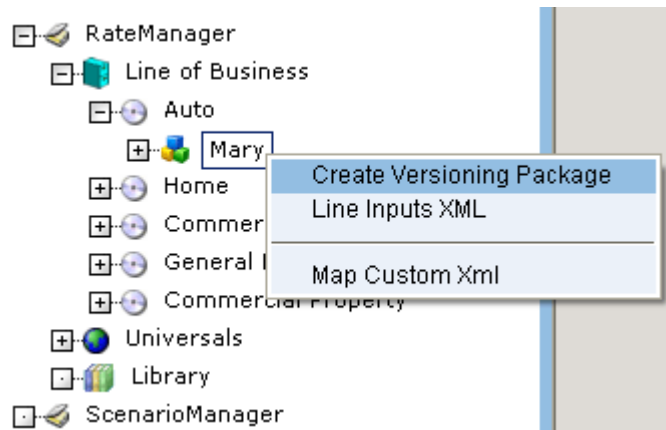 RateManager
Line of Business
Auto
Mary
Create Versioning Package
Home
Line Inputs XML
Commer
General
Map Custom Xml
Commercial Property
Universals
Library
ScenarioManager